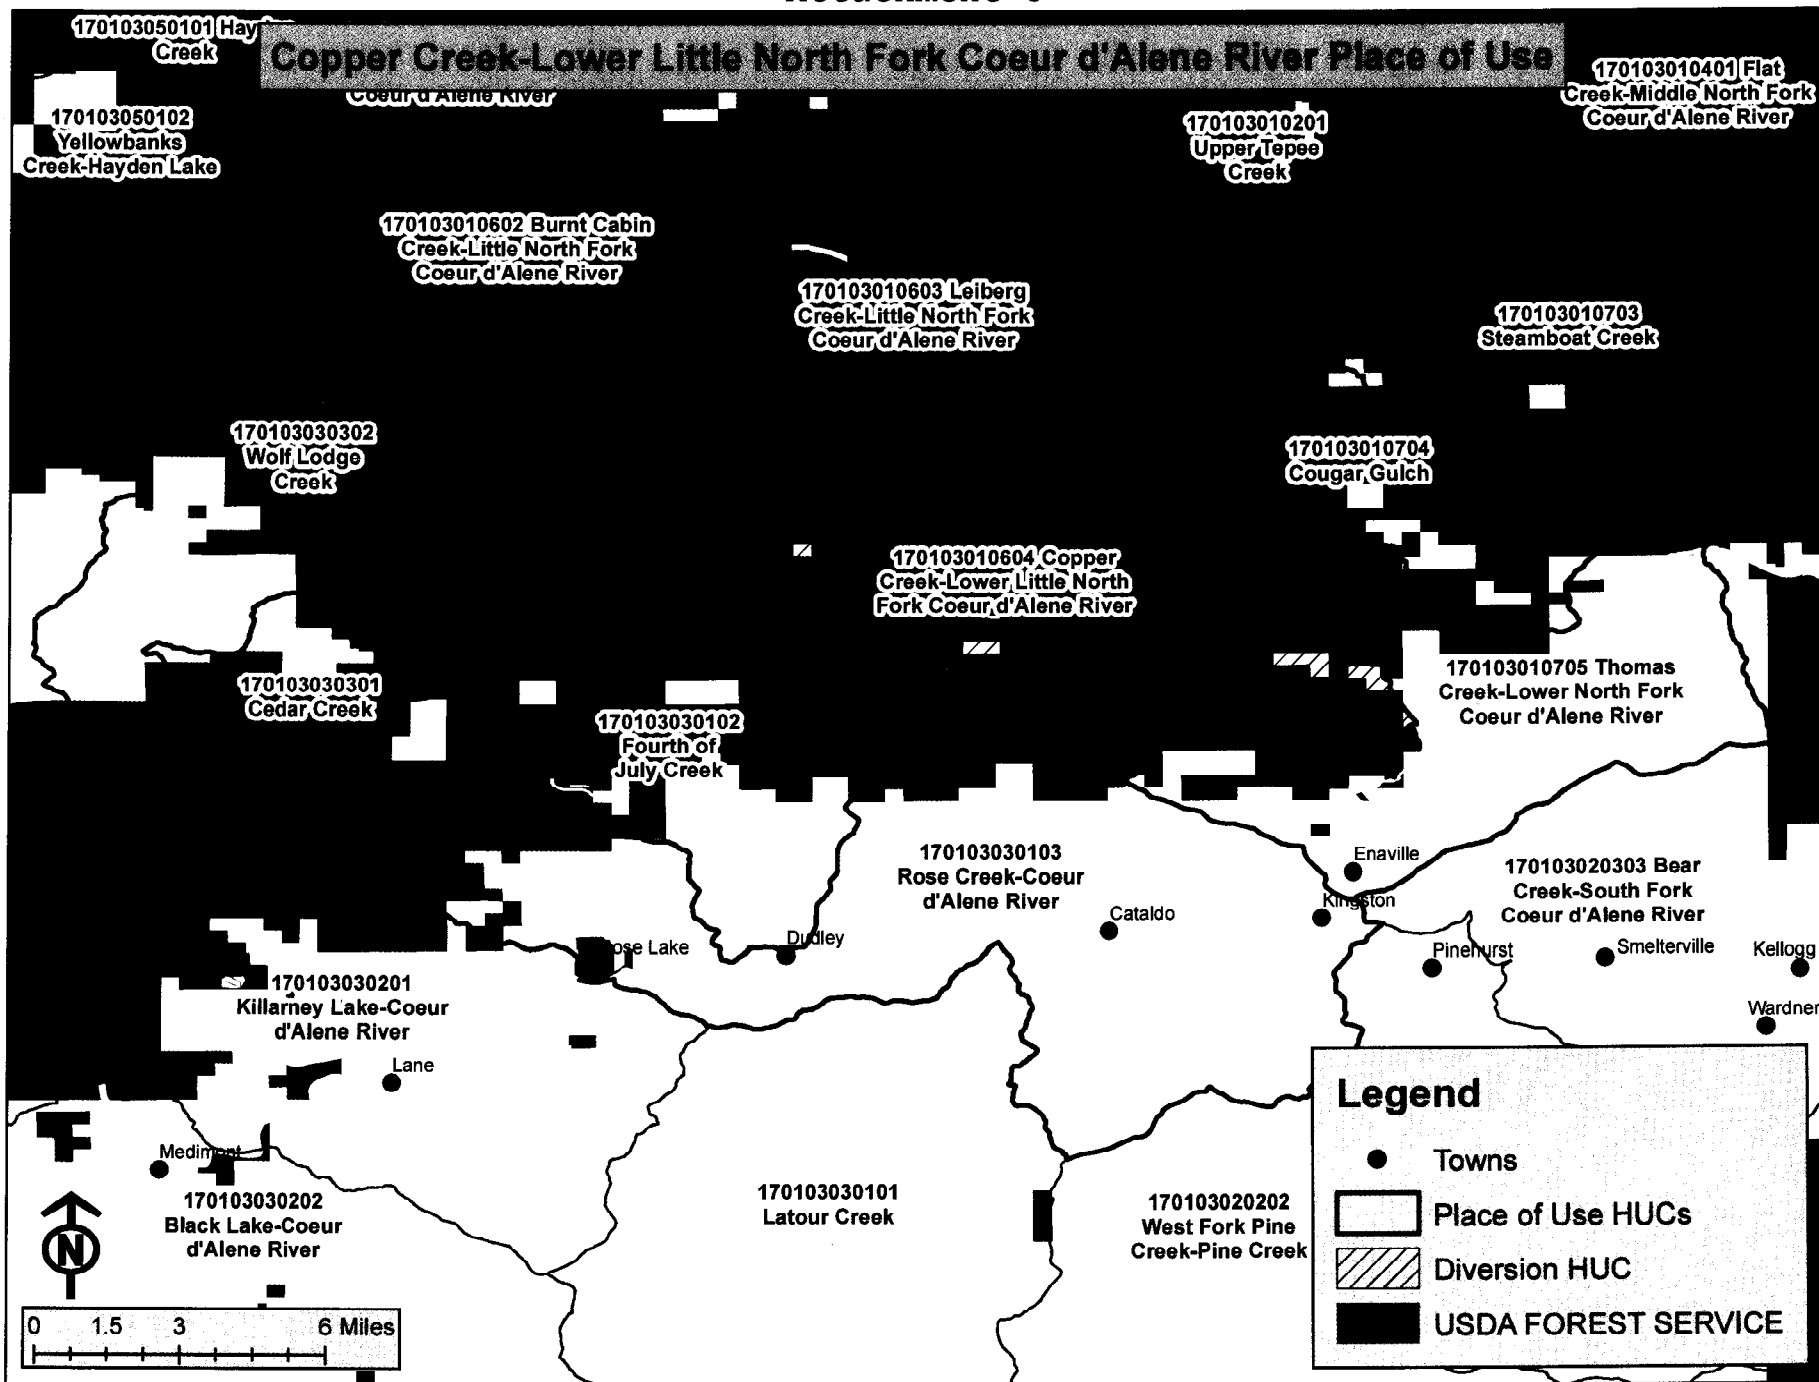 170103050101 Hay
Creek
Copper Creek-Lower Little North Fork Coeur d'Alene River Place of Use
Coeur d'Alene River
170103010401 Flat
Creek-Middle North Fork
Coeur d'Alene River
170103050102
Yellowbanks
Creek-Hayden Lake
170103010201
Upper Tepee
Creek
170103010602 Burnt Cabin
Creek-Little North Fork
Coeur d'Alene River
170103010603 Leiberg
Creek-Little North Fork
Coeur d'Alene River
170103010703
Steamboat Creek
170103030302
Wolf Lodge
Creek
170103010704
Cougar Gulch
170103010604 Copper
Creek-Lower Little North
Fork Coeur d'Alene River
170103010705 Thomas
Creek-Lower North Fork
Coeur d'Alene River
170103030301
Cedar Creek
170103030102
Fourth of
July Creek
170103030103
Rose Creek-Coeur
d'Alene River
Enaville
170103020303 Bear
Creek-South Fork
Coeur d'Alene River
Kingston
Cataldo
Dudley
ose Lake
Pinehurst
Smelterville
Kellogg
170103030201
Killarney Lake-Coeur
d'Alene River
Wardner
Lane
Medimont
170103030202
Black Lake-Coeur
d'Alene River
170103030101
Latour Creek
170103020202
West Fork Pine
Creek-Pine Creek
N
0 1.5 3 6 Miles
Legend
Towns
Place of Use HUCs
Diversion HUC
USDA FOREST SERVICE